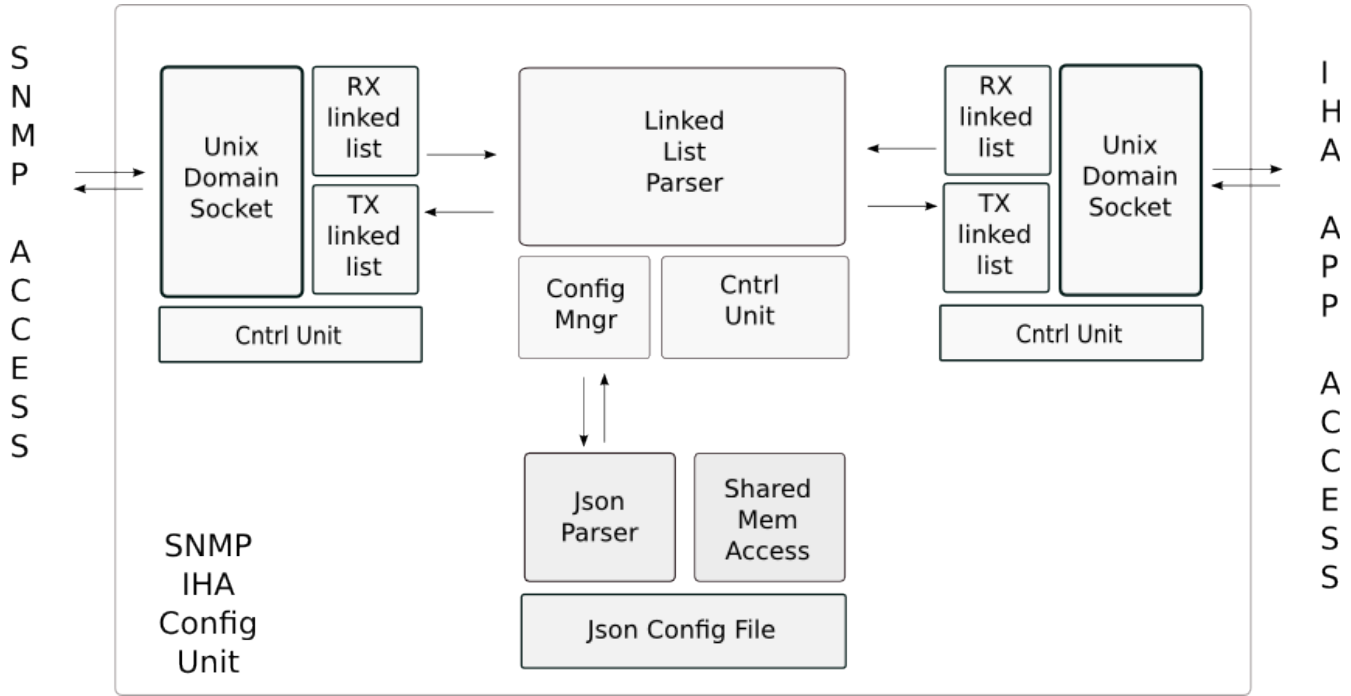 S
N
M
P
A
C
C
E
S
S
Unix
Domain
Socket
RX
linked
list
TX
linked
list
Cntrl Unit
Linked
List
Parser
Config
Mngr
Cntrl
Unit
RX
linked
list
TX
linked
list
Unix
Domain
Socket
Cntrl Unit
Json
Parser
Shared
Mem
Access
Json Config File
SNMP
IHA
Config
Unit
I
H
A
A
P
P
A
C
C
E
S
S